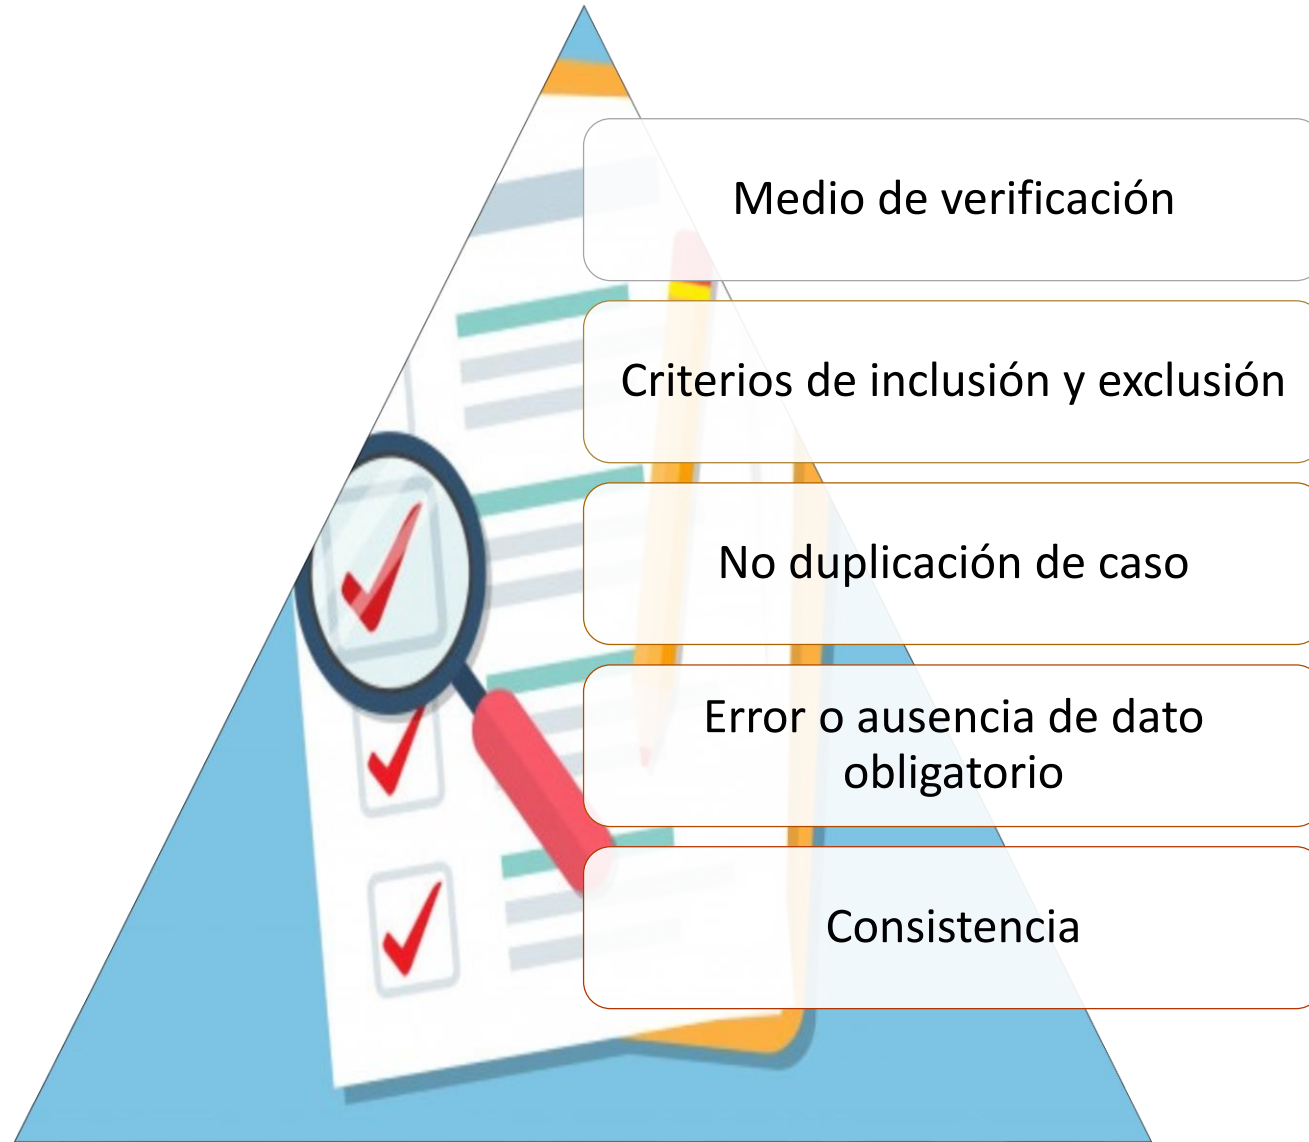 Medio de verificación
Criterios de inclusión y exclusión
No duplicación de caso
Error o ausencia de dato
obligatorio
Consistencia